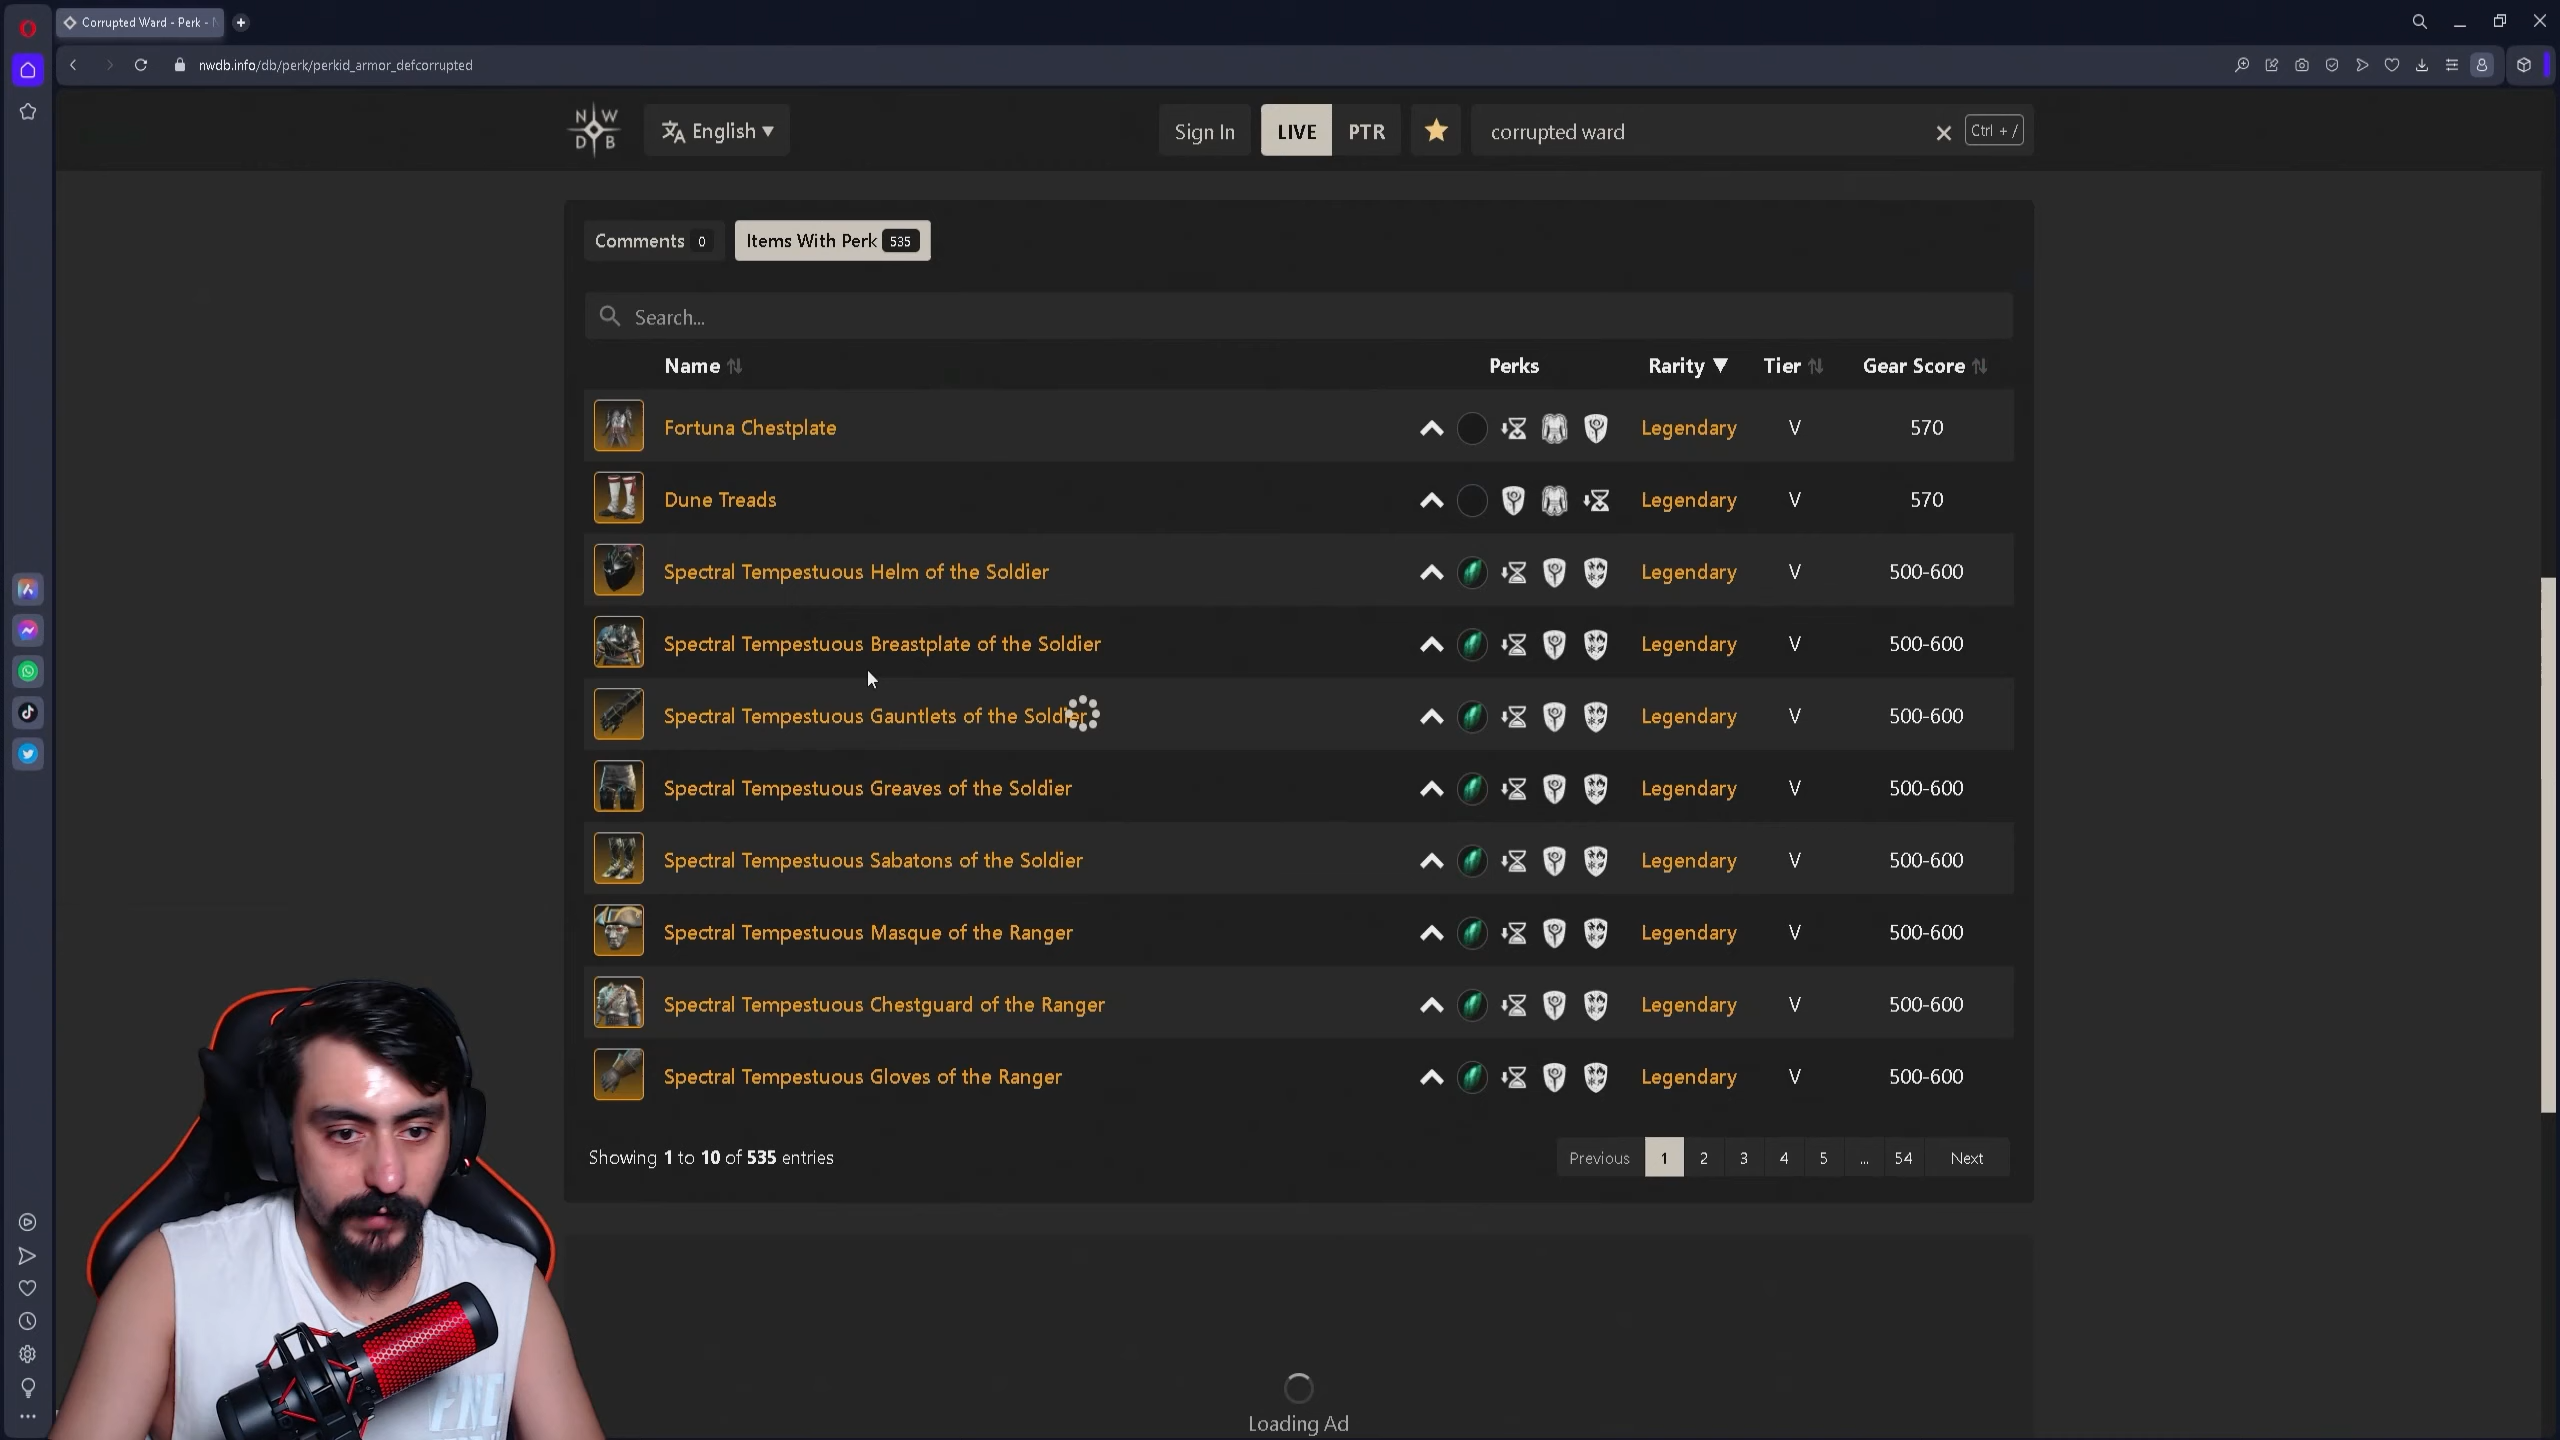 Corrupted Ward - Perk -
nwdb.info/db/perk/perkid_armor_defcorrupted
N W D B
English ▼
Sign In
LIVE
PTR
corrupted ward
Ctrl + /
Comments 0
Items With Perk 535
Search...
Name
Perks
Rarity ▼
Tier
Gear Score
Fortuna Chestplate Legendary V 570
Dune Treads Legendary V 570
Spectral Tempestuous Helm of the Soldier Legendary V 500-600
Spectral Tempestuous Breastplate of the Soldier Legendary V 500-600
Spectral Tempestuous Gauntlets of the Soldier Legendary V 500-600
Spectral Tempestuous Greaves of the Soldier Legendary V 500-600
Spectral Tempestuous Sabatons of the Soldier Legendary V 500-600
Spectral Tempestuous Masque of the Ranger Legendary V 500-600
Spectral Tempestuous Chestguard of the Ranger Legendary V 500-600
Spectral Tempestuous Gloves of the Ranger Legendary V 500-600
Showing 1 to 10 of 535 entries
Previous 1 2 3 4 5 ... 54 Next
Loading Ad